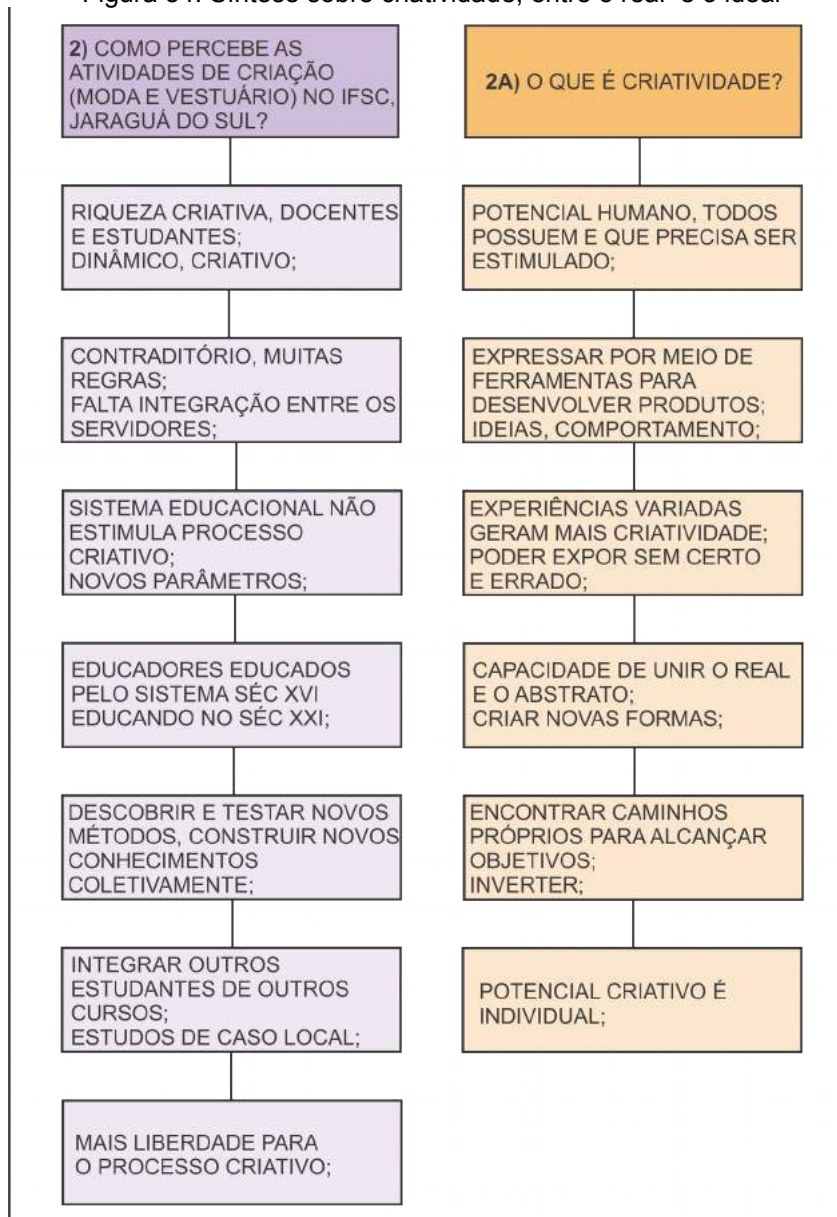 2) COMO PERCEBE AS
ATIVIDADES DE CRIAÇÃO
(MODA E VESTUÁRIO) NO IFSC,
JARAGUÁ DO SUL?
RIQUEZA CRIATIVA, DOCENTES
E ESTUDANTES;
DINÂMICO, CRIATIVO;
CONTRADITÓRIO, MUITAS
REGRAS;
FALTA INTEGRAÇÃO ENTRE OS
SERVIDORES;
SISTEMA EDUCACIONAL NÃO
ESTIMULA PROCESSO
CRIATIVO;
NOVOS PARÂMETROS;
EDUCADORES EDUCADOS
PELO SISTEMA SÉC XVI
EDUCANDO NO SÉC XXI;
DESCOBRIR E TESTAR NOVOS
MÉTODOS, CONSTRUIR NOVOS
CONHECIMENTOS
COLETIVAMENTE;
INTEGRAR OUTROS
ESTUDANTES DE OUTROS
CURSOS;
ESTUDOS DE CASO LOCAL;
MAIS LIBERDADE PARA
O PROCESSO CRIATIVO;
2A) O QUE É CRIATIVIDADE?
POTENCIAL HUMANO, TODOS
POSSUEM E QUE PRECISA SER
ESTIMULADO;
EXPRESSAR POR MEIO DE
FERRAMENTAS PARA
DESENVOLVER PRODUTOS;
IDEIAS, COMPORTAMENTO;
EXPERIÊNCIAS VARIADAS
GERAM MAIS CRIATIVIDADE;
PODER EXPOR SEM CERTO
E ERRADO;
CAPACIDADE DE UNIR O REAL
E O ABSTRATO;
CRIAR NOVAS FORMAS;
ENCONTRAR CAMINHOS
PRÓPRIOS PARA ALCANÇAR
OBJETIVOS;
INVERTER;
POTENCIAL CRIATIVO É
INDIVIDUAL;